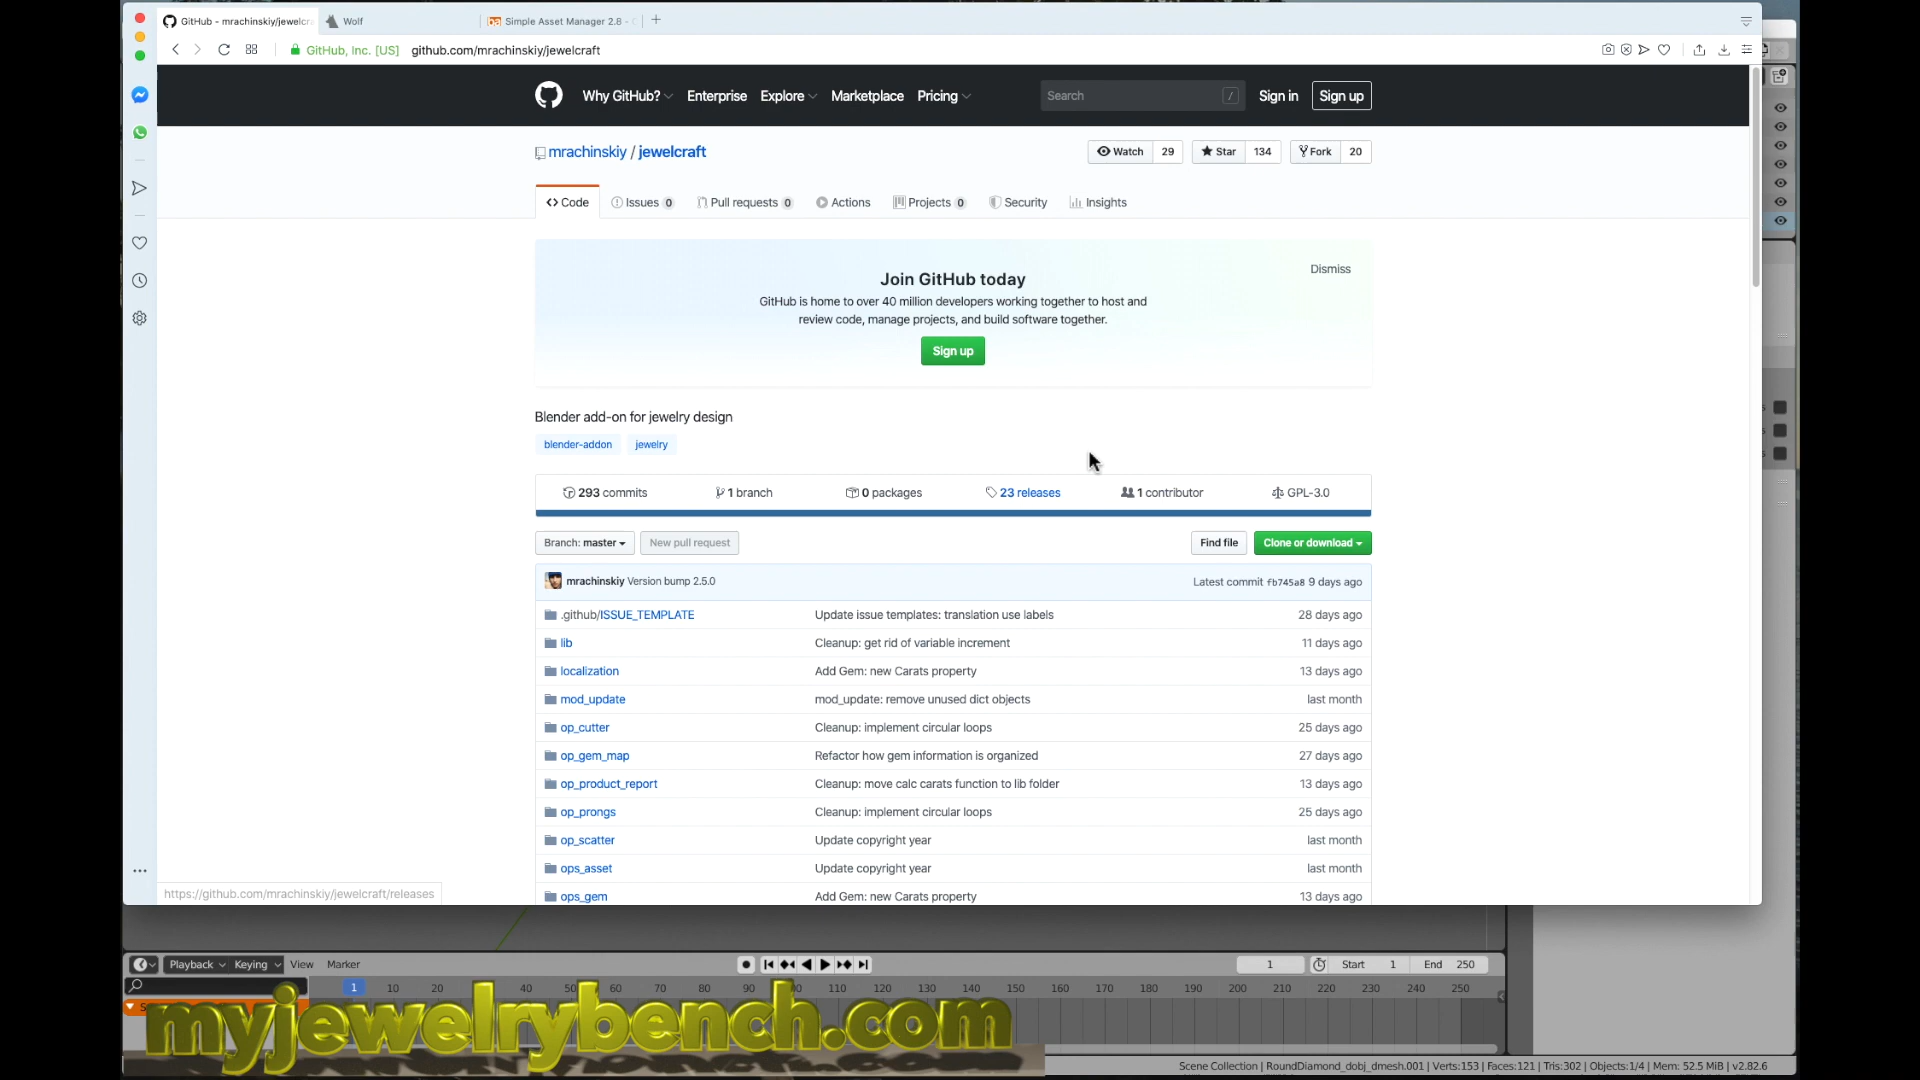 GitHub - mrachinskiy/jewelcra
Wolf
Simple Asset Manager 2.8 -
GitHub, Inc. [US] github.com/mrachinskiy/jewelcraft
Why GitHub? Enterprise Explore Marketplace Pricing Search / Sign in Sign up
mrachinskiy / jewelcraft
Watch 29 Star 134 Fork 20
<> Code Issues 0 Pull requests 0 Actions Projects 0 Security Insights
Join GitHub today
Dismiss
GitHub is home to over 40 million developers working together to host and
review code, manage projects, and build software together.
Sign up
Blender add-on for jewelry design
blender-addon jewelry
293 commits 1 branch 0 packages 23 releases 1 contributor GPL-3.0
Branch: master New pull request Find file Clone or download
mrachinskiy Version bump 2.5.0 Latest commit fb745a8 9 days ago
.github/ISSUE_TEMPLATE Update issue templates: translation use labels 28 days ago
lib Cleanup: get rid of variable increment 11 days ago
localization Add Gem: new Carats property 13 days ago
mod_update mod_update: remove unused dict objects last month
op_cutter Cleanup: implement circular loops 25 days ago
op_gem_map Refactor how gem information is organized 27 days ago
op_product_report Cleanup: move calc carats function to lib folder 13 days ago
op_prongs Cleanup: implement circular loops 25 days ago
op_scatter Update copyright year last month
ops_asset Update copyright year last month
ops_gem Add Gem: new Carats property 13 days ago
https://github.com/mrachinskiy/jewelcraft/releases
Playback Keying View Marker 1 Start 1 End 250
1 10 20 40 50 60 70 80 90 110 120 130 140 150 160 170 180 190 200 210 220 230 240 250
myjewelrybench.com
Scene Collection | RoundDiamond_dobj_dmesh.001 | Verts:153 | Faces:121 | Tris:302 | Objects:1/4 | Mem: 52.5 MiB | v2.82.6